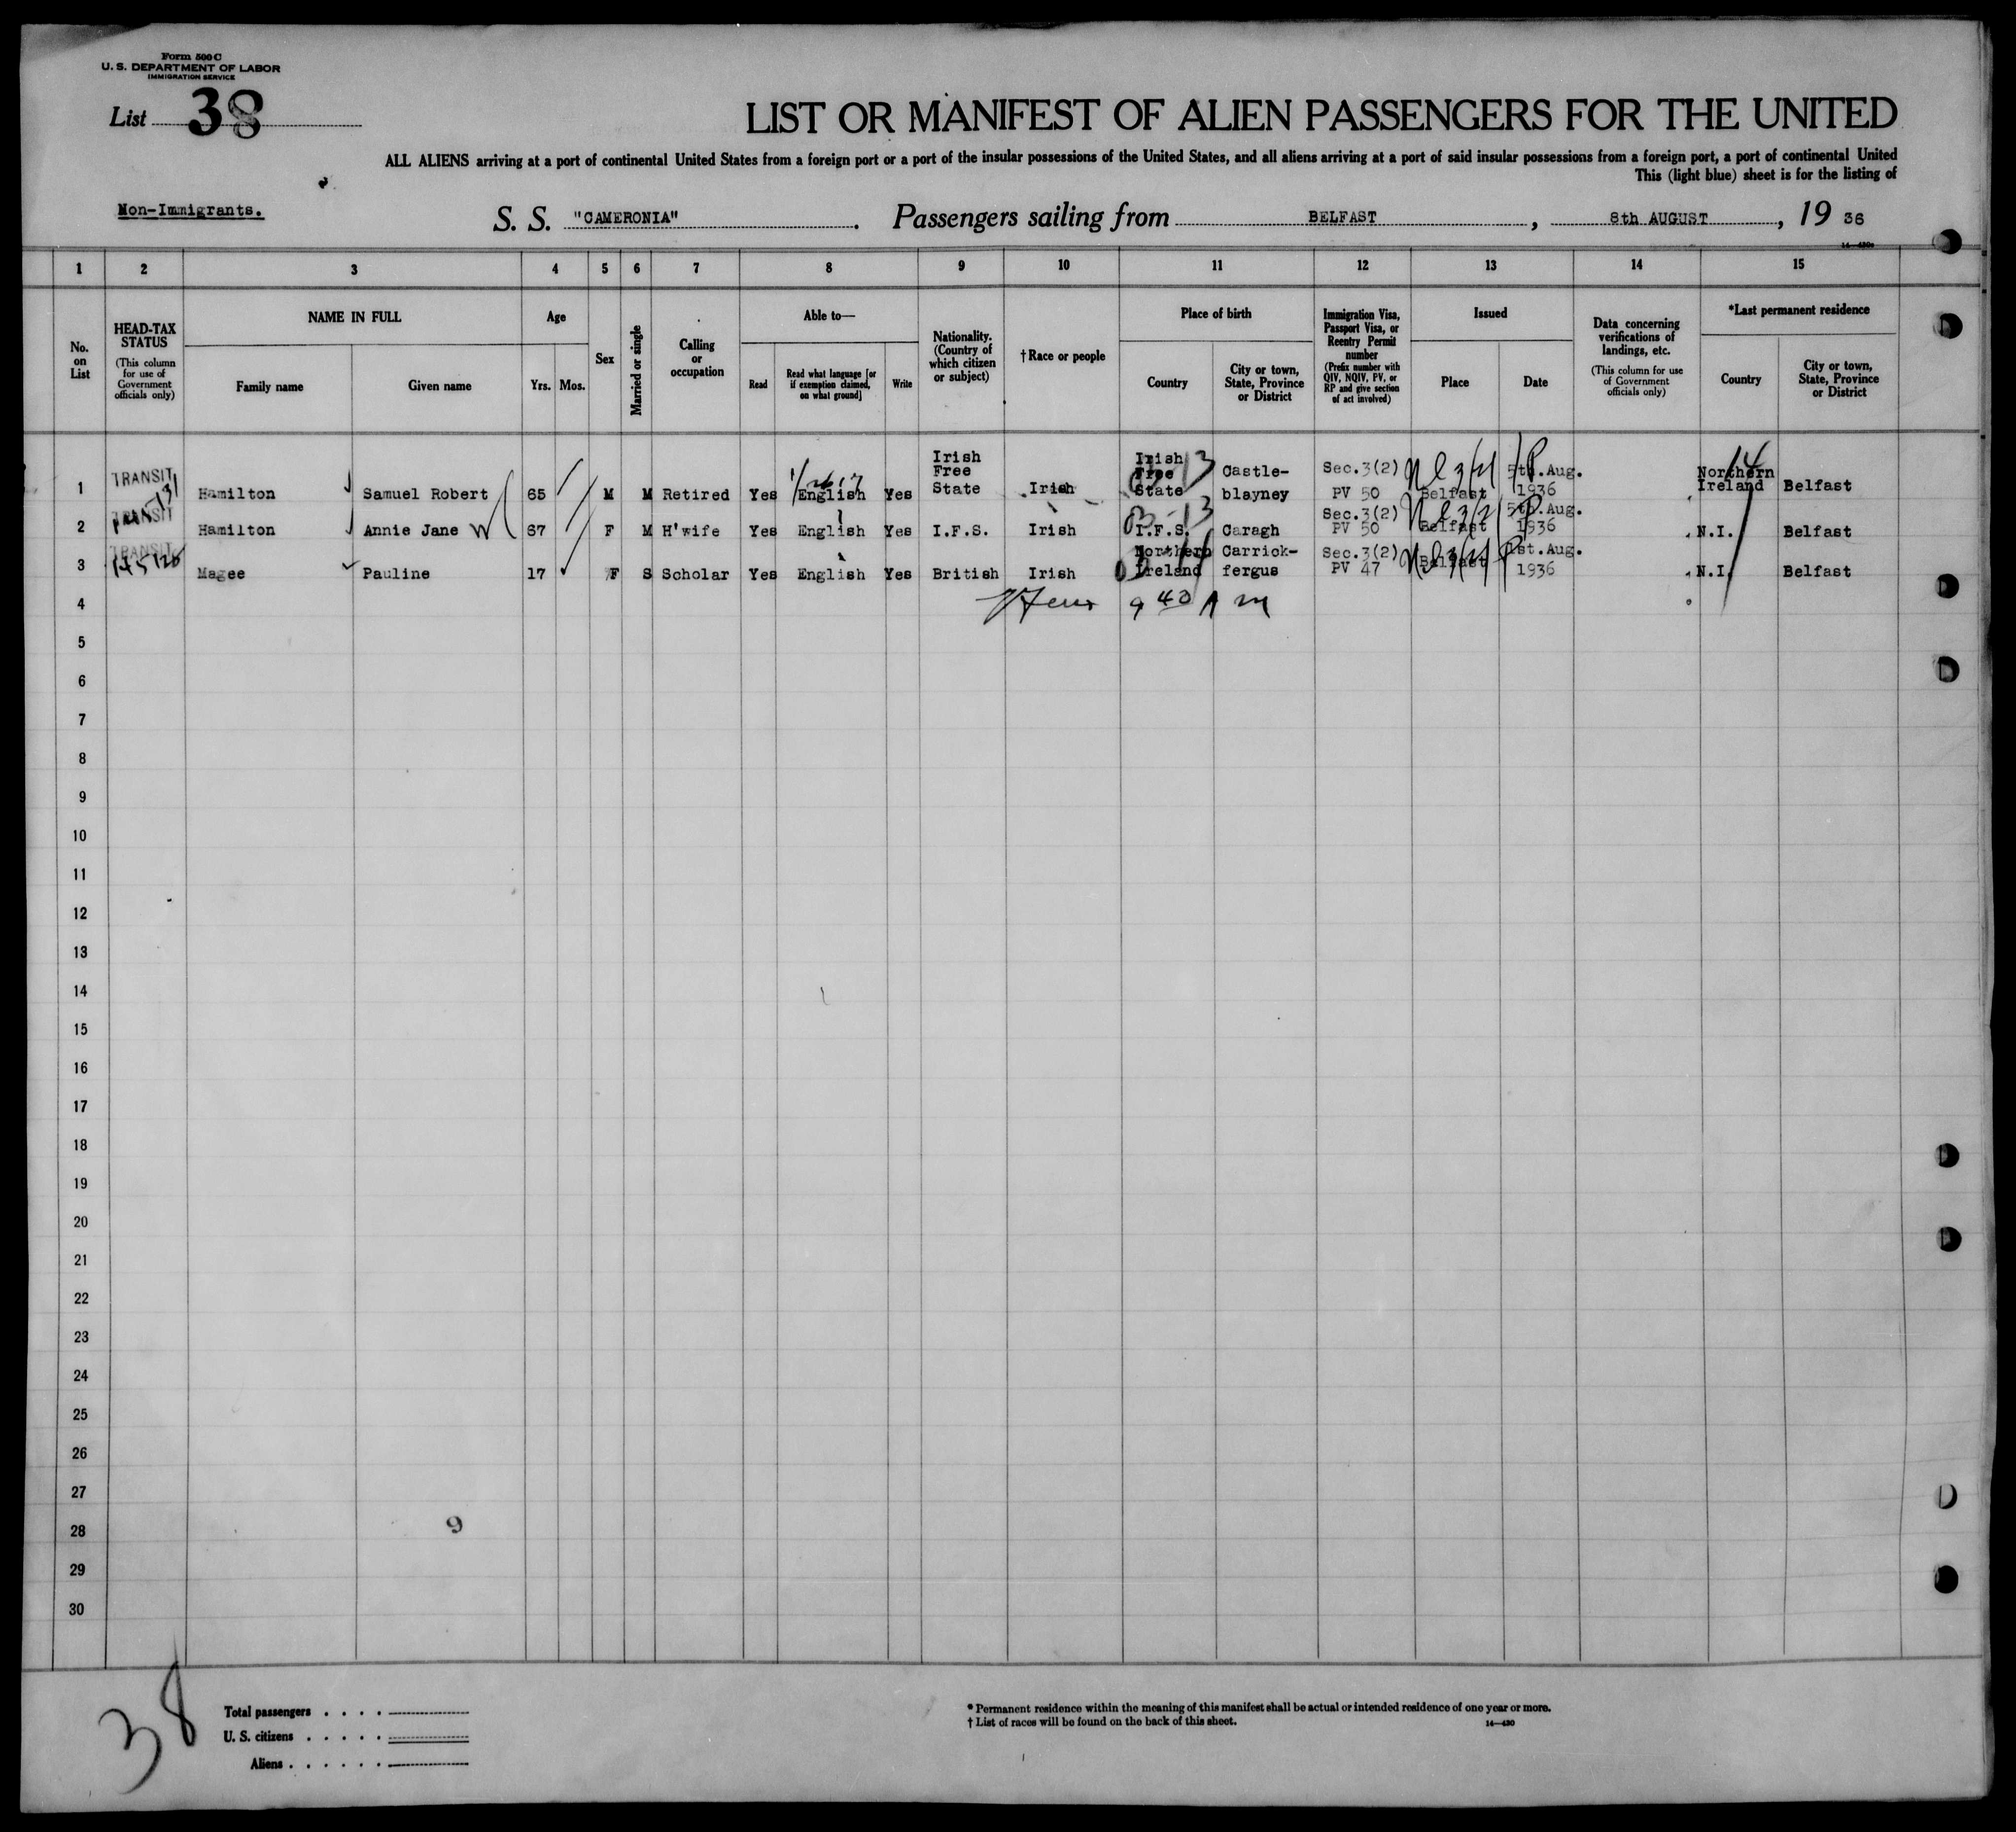 Form 500 C
U. S. DEPARTMENT OF LABOR
IMMIGRATION SERVICE
List 38
LIST OR MANIFEST OF ALIEN PASSENGERS FOR THE UNITED
ALL ALIENS arriving at a port of continental United States from a foreign port or a port of the insular possessions of the United States, and all aliens arriving at a port of said insular possessions from a foreign port, a port of continental United
This (light blue) sheet is for the listing of
Non-Immigrants.
S. S. "CAMERONIA". Passengers sailing from BELFAST, 8th AUGUST, 19 36
1 2 3 4 5 6 7 8 9 10 11 12 13 14 15
No. on List
HEAD-TAX STATUS
(This column for use of Government officials only)
NAME IN FULL
Family name
Given name
Age
Yrs. Mos.
Sex
Married or single
Calling or occupation
Able to—
Read
Read what language [or if exemption claimed, on what ground]
Write
Nationality. (Country of which citizen or subject)
†Race or people
Place of birth
Country
City or town, State, Province or District
Immigration Visa, Passport Visa, or Reentry Permit number
(Prefix number with QIV, NQIV, PV, or RP and give section of act involved)
Issued
Place
Date
Data concerning verifications of landings, etc.
(This column for use of Government officials only)
*Last permanent residence
Country
City or town, State, Province or District
1 TRANSIT Hamilton Samuel Robert 65 M M Retired Yes English Yes Irish Free State Irish Irish Free State Castle-blayney Sec.3(2) PV 50 Belfast 5th.Aug. 1936 Northern Ireland Belfast
2 TRANSIT Hamilton Annie Jane 67 F M H'wife Yes English Yes I.F.S. Irish I.F.S. Caragh Sec.3(2) PV 50 Belfast 5th.Aug. 1936 N.I. Belfast
3 TRANSIT Magee Pauline 17 F S Scholar Yes English Yes British Irish Northern Ireland Carrick-fergus Sec.3(2) PV 47 Belfast 1st.Aug. 1936 N.I. Belfast
4 9 40 A M
5
6
7
8
9
10
11
12
13
14
15
16
17
18
19
20
21
22
23
24
25
26
27
28 9
29
30
38
Total passengers
U. S. citizens
Aliens
* Permanent residence within the meaning of this manifest shall be actual or intended residence of one year or more.
† List of races will be found on the back of this sheet.
14—430